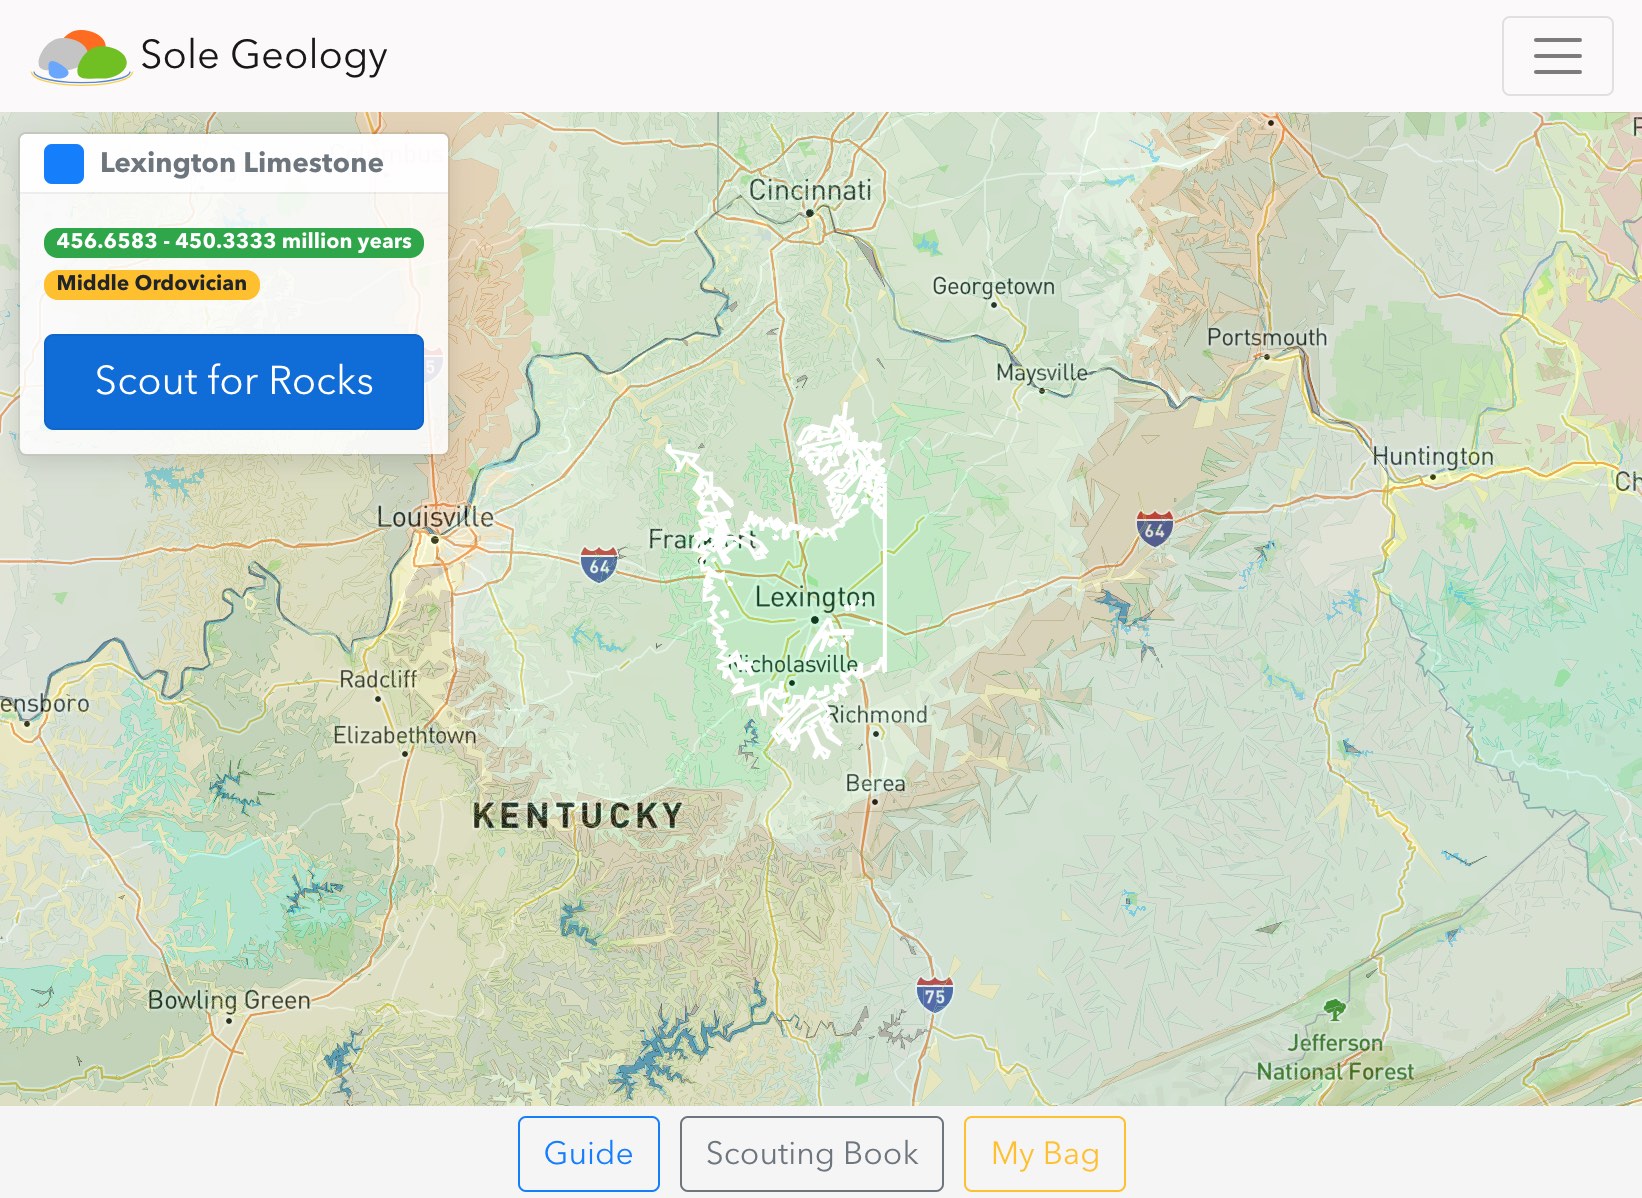 Sole Geology
Lexington Limestone
456.6583 - 450.3333 million years
Middle Ordovician
Scout for Rocks
Cincinnati
Georgetown
Portsmouth
Maysville
Huntington
Louisville
64
64
Lexington
Nicholasville
Radcliff
ensboro
Richmond
Elizabethtown
Berea
KENTUCKY
75
Bowling Green
Jefferson
National Forest
Guide
Scouting Book
My Bag